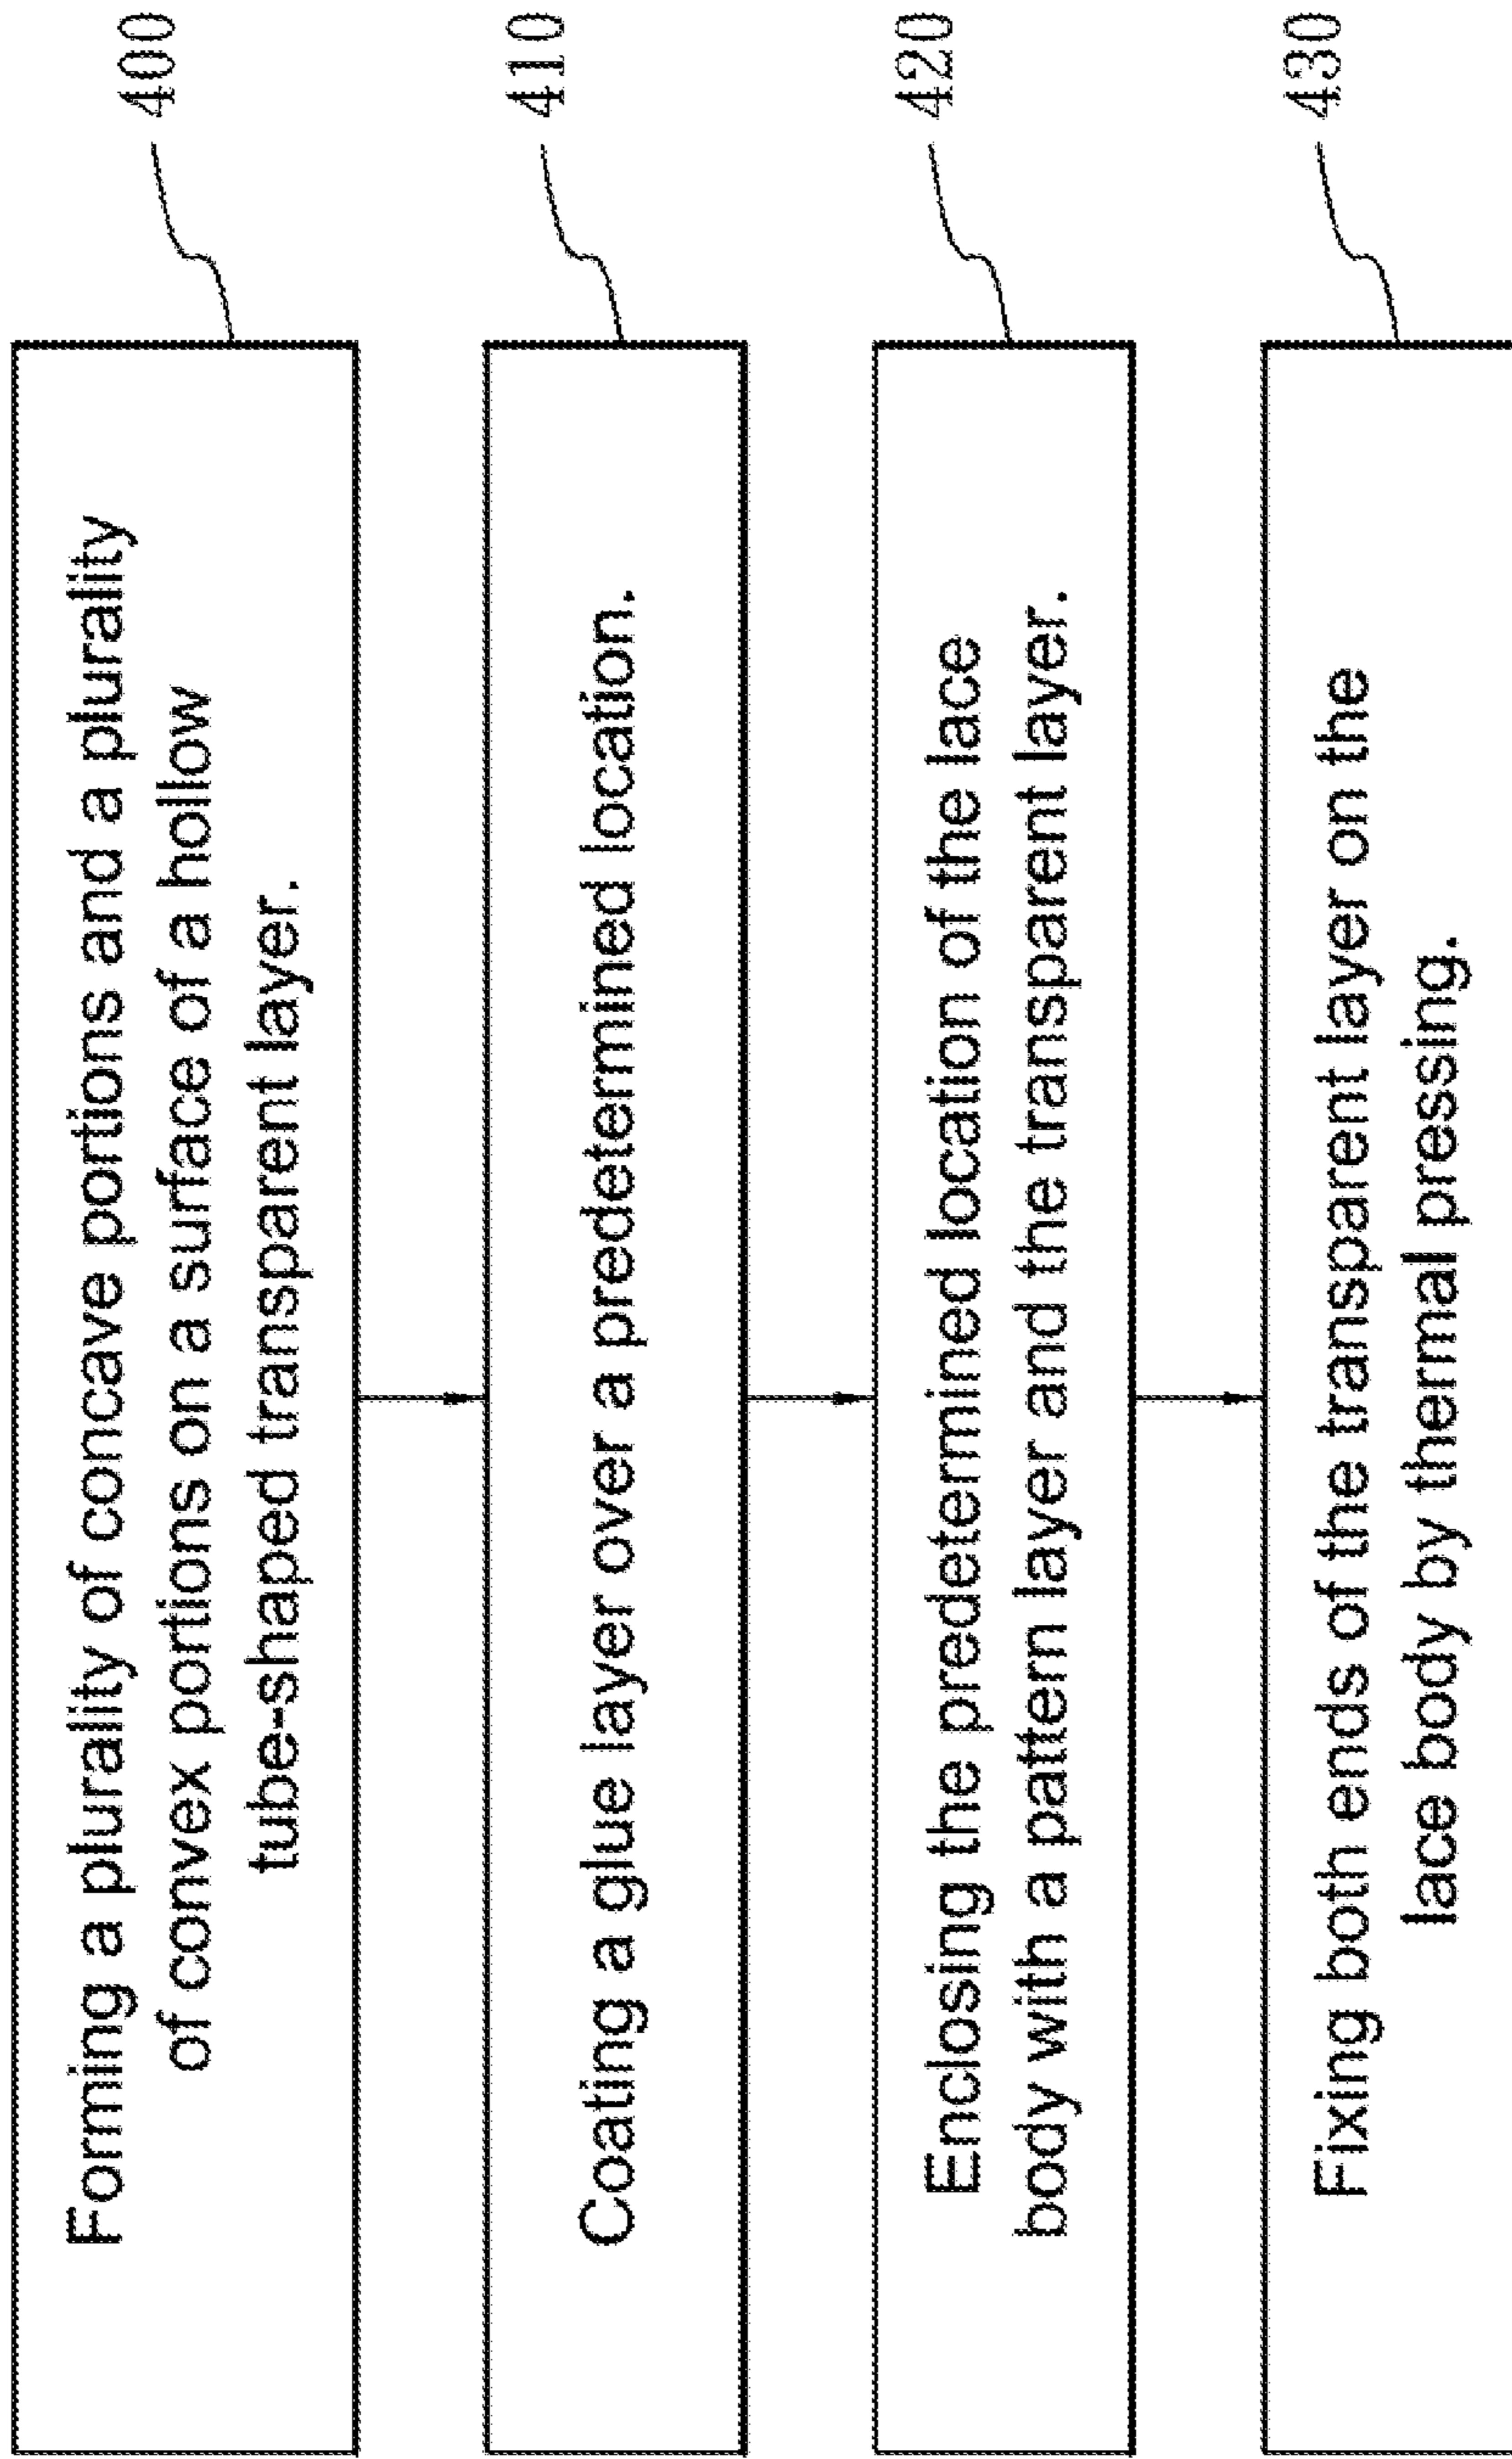 Forming a plurality of concave portions and a plurality
of convex portions on a surface of a hollow
tube-shaped transparent layer.
400
Coating a glue layer over a predetermined location.
410
Enclosing the predetermined location of the lace
body with a pattern layer and the transparent layer.
420
Fixing both ends of the transparent layer on the
lace body by thermal pressing.
430